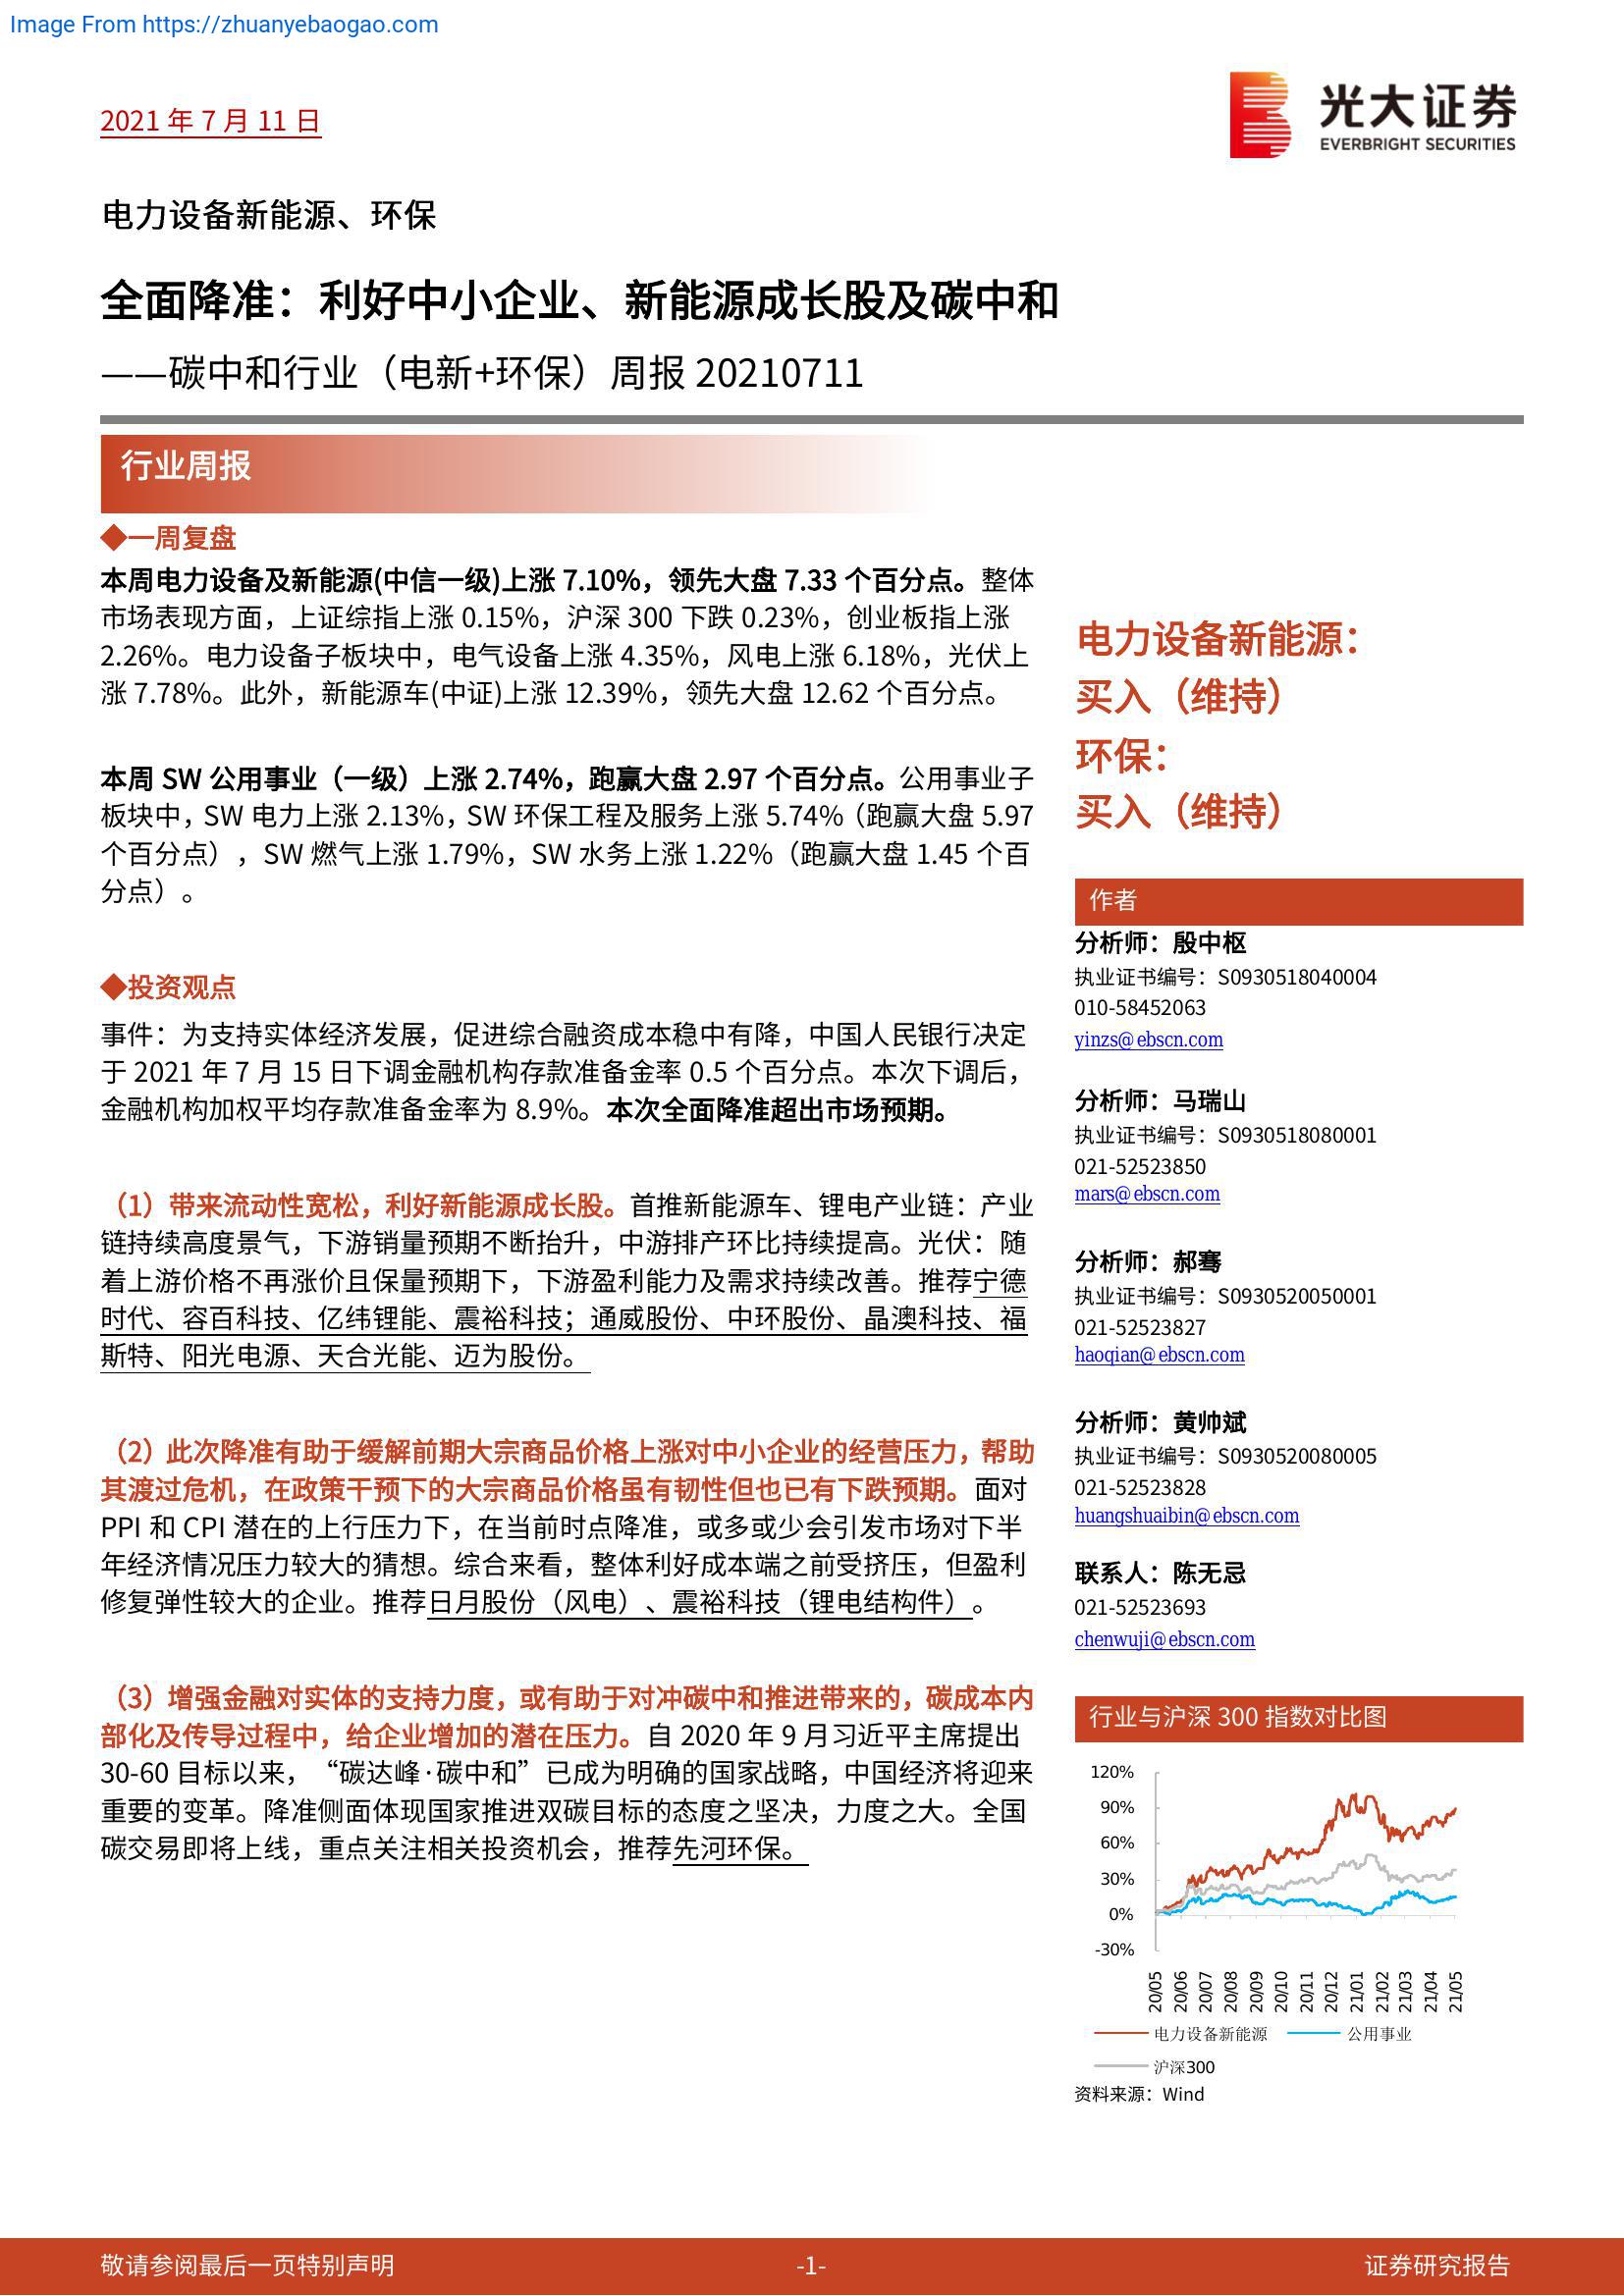 Image From https://zhuanyebaogao.com
2021 年 7 月 11 日
光大证券
EVERBRIGHT SECURITIES
电力设备新能源、环保
全面降准：利好中小企业、新能源成长股及碳中和
——碳中和行业（电新+环保）周报 20210711
行业周报
◆一周复盘
本周电力设备及新能源(中信一级)上涨 7.10%，领先大盘 7.33 个百分点。整体
市场表现方面，上证综指上涨 0.15%，沪深 300 下跌 0.23%，创业板指上涨
2.26%。电力设备子板块中，电气设备上涨 4.35%，风电上涨 6.18%，光伏上
涨 7.78%。此外，新能源车(中证)上涨 12.39%，领先大盘 12.62 个百分点。
本周 SW 公用事业（一级）上涨 2.74%，跑赢大盘 2.97 个百分点。公用事业子
板块中，SW 电力上涨 2.13%，SW 环保工程及服务上涨 5.74%（跑赢大盘 5.97
个百分点），SW 燃气上涨 1.79%，SW 水务上涨 1.22%（跑赢大盘 1.45 个百
分点）。
◆投资观点
事件：为支持实体经济发展，促进综合融资成本稳中有降，中国人民银行决定
于 2021 年 7 月 15 日下调金融机构存款准备金率 0.5 个百分点。本次下调后，
金融机构加权平均存款准备金率为 8.9%。本次全面降准超出市场预期。
（1）带来流动性宽松，利好新能源成长股。首推新能源车、锂电产业链：产业
链持续高度景气，下游销量预期不断抬升，中游排产环比持续提高。光伏：随
着上游价格不再涨价且保量预期下，下游盈利能力及需求持续改善。推荐宁德
时代、容百科技、亿纬锂能、震裕科技；通威股份、中环股份、晶澳科技、福
斯特、阳光电源、天合光能、迈为股份。
（2）此次降准有助于缓解前期大宗商品价格上涨对中小企业的经营压力，帮助
其渡过危机，在政策干预下的大宗商品价格虽有韧性但也已有下跌预期。面对
PPI 和 CPI 潜在的上行压力下，在当前时点降准，或多或少会引发市场对下半
年经济情况压力较大的猜想。综合来看，整体利好成本端之前受挤压，但盈利
修复弹性较大的企业。推荐日月股份（风电）、震裕科技（锂电结构件）。
（3）增强金融对实体的支持力度，或有助于对冲碳中和推进带来的，碳成本内
部化及传导过程中，给企业增加的潜在压力。自 2020 年 9 月习近平主席提出
30-60 目标以来，“碳达峰·碳中和”已成为明确的国家战略，中国经济将迎来
重要的变革。降准侧面体现国家推进双碳目标的态度之坚决，力度之大。全国
碳交易即将上线，重点关注相关投资机会，推荐先河环保。
电力设备新能源：
买入（维持）
环保：
买入（维持）
作者
分析师：殷中枢
执业证书编号：S0930518040004
010-58452063
yinzs@ebscn.com
分析师：马瑞山
执业证书编号：S0930518080001
021-52523850
mars@ebscn.com
分析师：郝骞
执业证书编号：S0930520050001
021-52523827
haoqian@ebscn.com
分析师：黄帅斌
执业证书编号：S0930520080005
021-52523828
huangshuaibin@ebscn.com
联系人：陈无忌
021-52523693
chenwuji@ebscn.com
行业与沪深 300 指数对比图
120%
90%
60%
30%
0%
-30%
20/05 20/06 20/07 20/08 20/09 20/10 20/11 20/12 21/01 21/02 21/03 21/04 21/05
电力设备新能源 公用事业
沪深300
资料来源：Wind
敬请参阅最后一页特别声明 -1- 证券研究报告